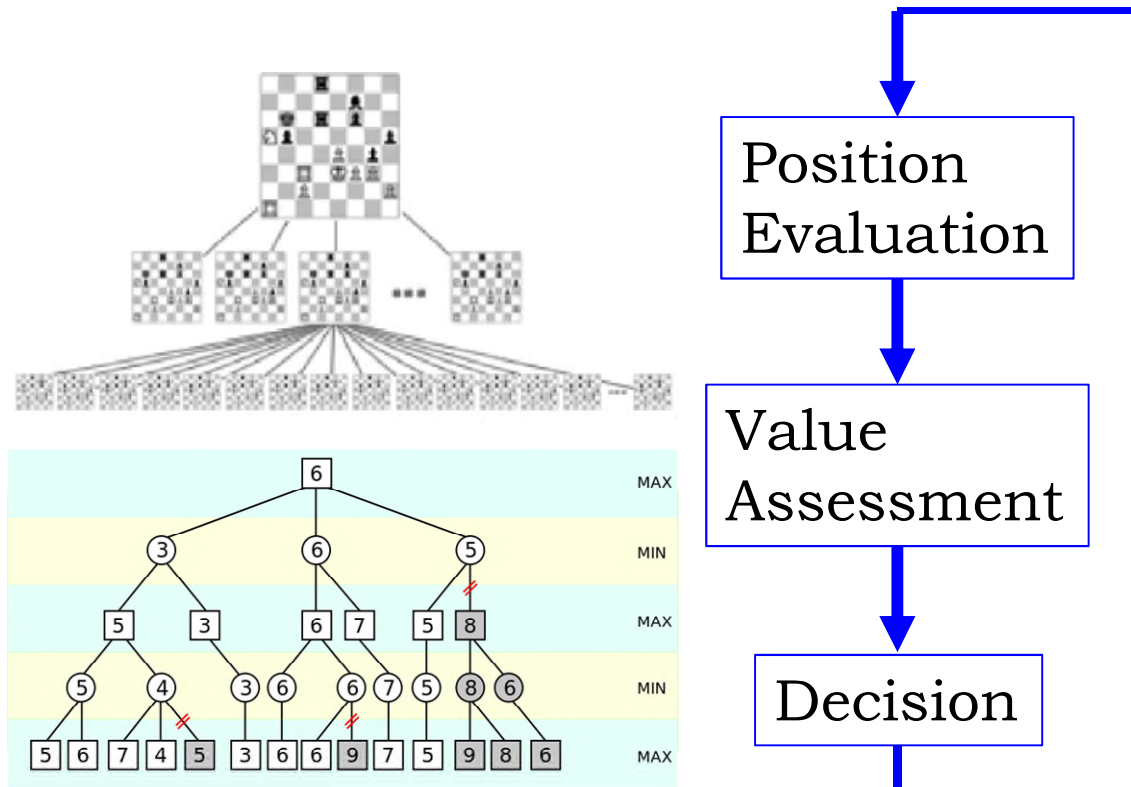 Position
Evaluation
Value
Assessment
Decision
6 MAX
3 6 5 MIN
5 3 6 7 5 8 MAX
5 4 3 6 6 7 5 8 6 MIN
5 6 7 4 5 3 6 6 9 7 5 9 8 6 MAX